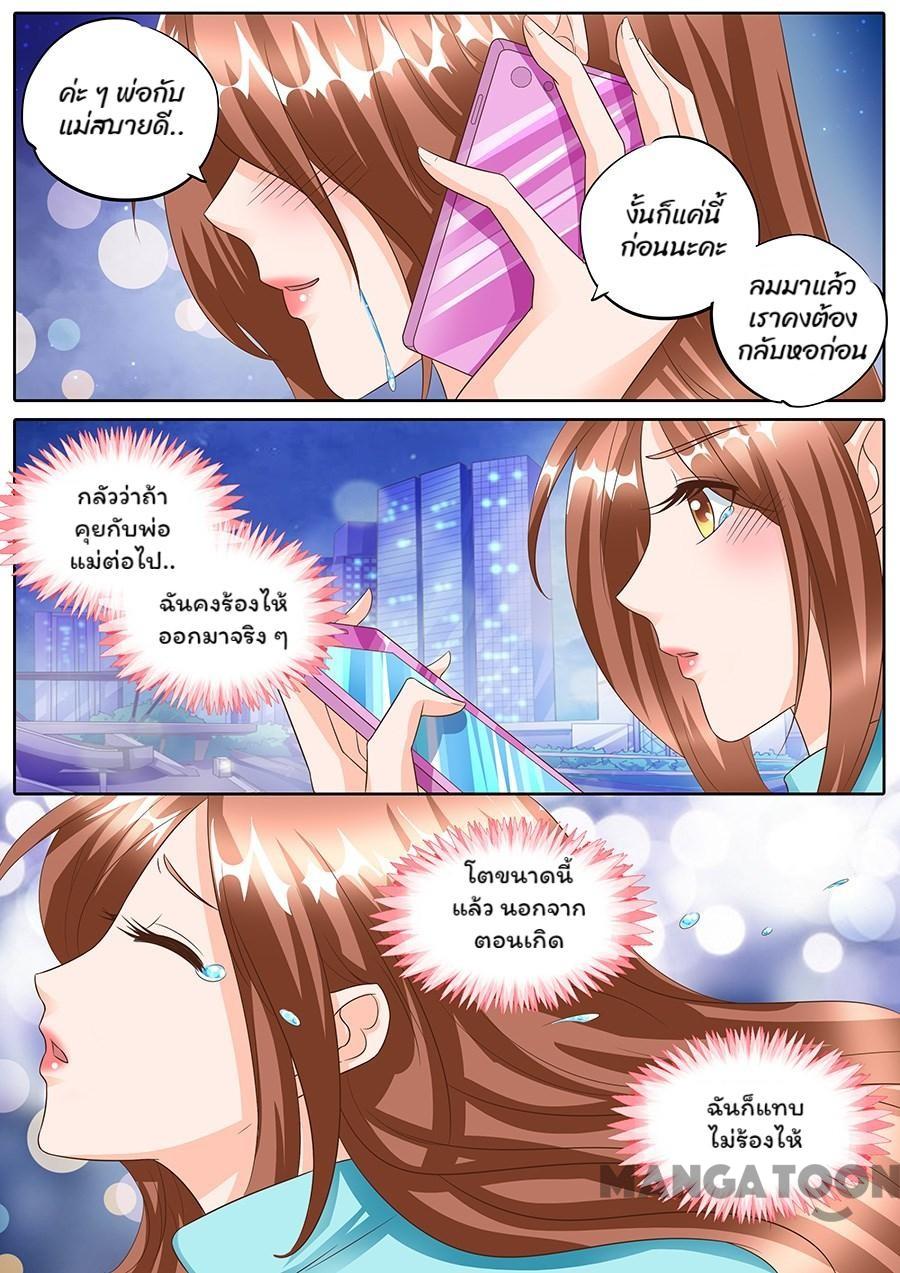 ค่ะ ๆ พ่อกับ
แม่สบายดี..
งั้นก็แค่นี้
ก่อนนะคะ
ลมมาแล้ว
เราคงต้อง
กลับหอก่อน
กลัวว่าถ้า
คุยกับพ่อ
แม่ต่อไป..
ฉันคงร้องไห้
ออกมาจริง ๆ
โตขนาดนี้
แล้ว นอกจาก
ตอนเกิด
ฉันก็แทบ
ไม่ร้องไห้
MANGATOON